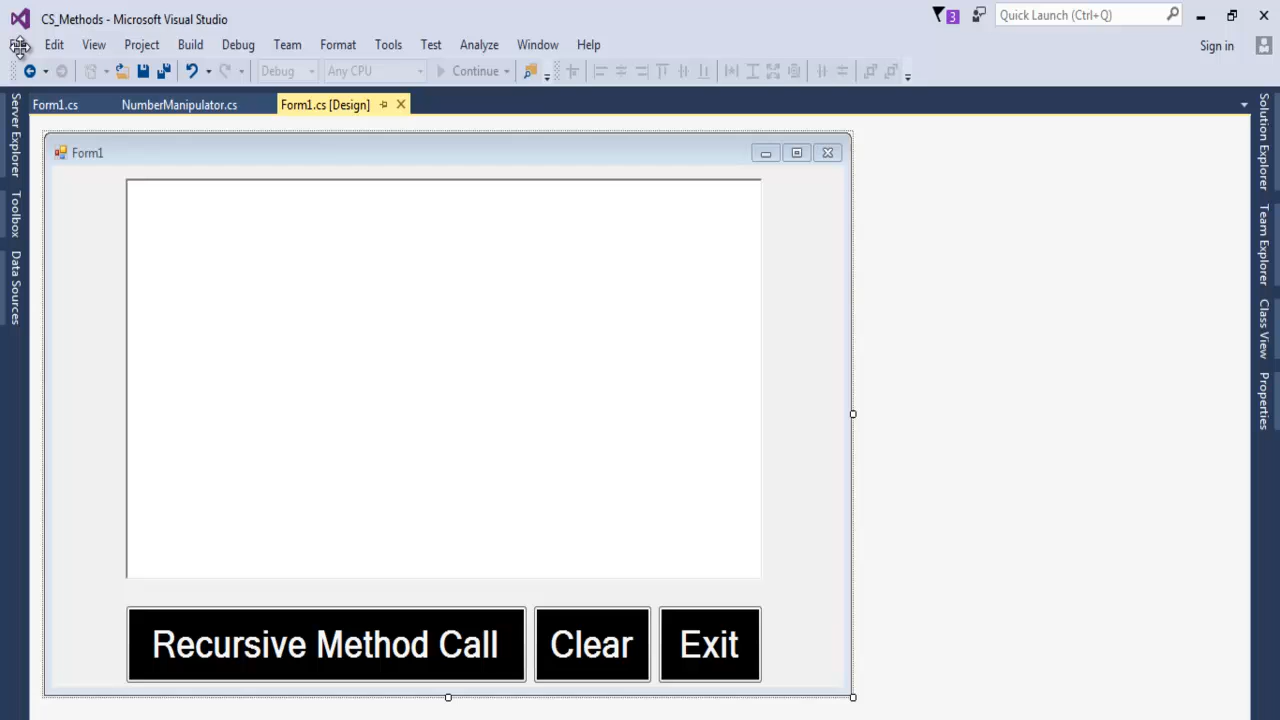 CS_Methods - Microsoft Visual Studio
3
Quick Launch (Ctrl+Q)
Edit View Project Build Debug Team Format Tools Test Analyze Window Help
Sign in
Debug Any CPU Continue
Form1.cs NumberManipulator.cs Form1.cs [Design]
Server Explorer
Toolbox
Data Sources
Form1
Recursive Method Call Clear Exit
Solution Explorer
Team Explorer
Class View
Properties